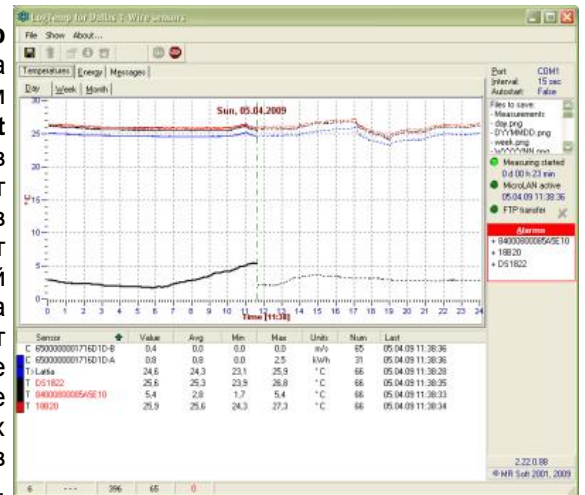 LogTemp for Dallas 1-Wire sensors
File Show About...
Temperatures Energy Messages
Day Week Month
Sun, 05.04.2009
30
25
20
°C
15
10
5
0
0 1 2 3 4 5 6 7 8 9 10 11 12 13 14 15 16 17 18 19 20 21 22 23 24
Time [11:38]
Sensor Value Avg Min Max Units Num Last
C 6500000001716D1D-B 0,4 0,0 0,0 0,0 m/s 65 05.04.09 11:38:36
C 6500000001716D1D-A 0,8 0,8 0,0 2,5 kWh 31 05.04.09 11:38:36
T>Lattia 24,6 24,3 23,1 25,9 °C 66 05.04.09 11:38:28
T DS1822 25,6 25,3 23,9 26,8 °C 66 05.04.09 11:38:35
T 84000800085A5E10 5,4 2,8 1,7 5,4 °C 66 05.04.09 11:38:33
T 18B20 25,9 25,6 24,3 27,3 °C 66 05.04.09 11:38:34
6 --- 396 65 0
Port COM1
Interval 15 sec
Autostart False
Files to save:
- Measurements
- day.png
- DYYMMDD.png
- week.png
Measuring started
0 d 00 h 23 min
MicroLAN active
05.04.09 11:38:36
FTP transfer
Alarms
+ 84000800085A5E10
+ 18B20
+ DS1822
2.22.0.88
© MR Soft 2001, 2009